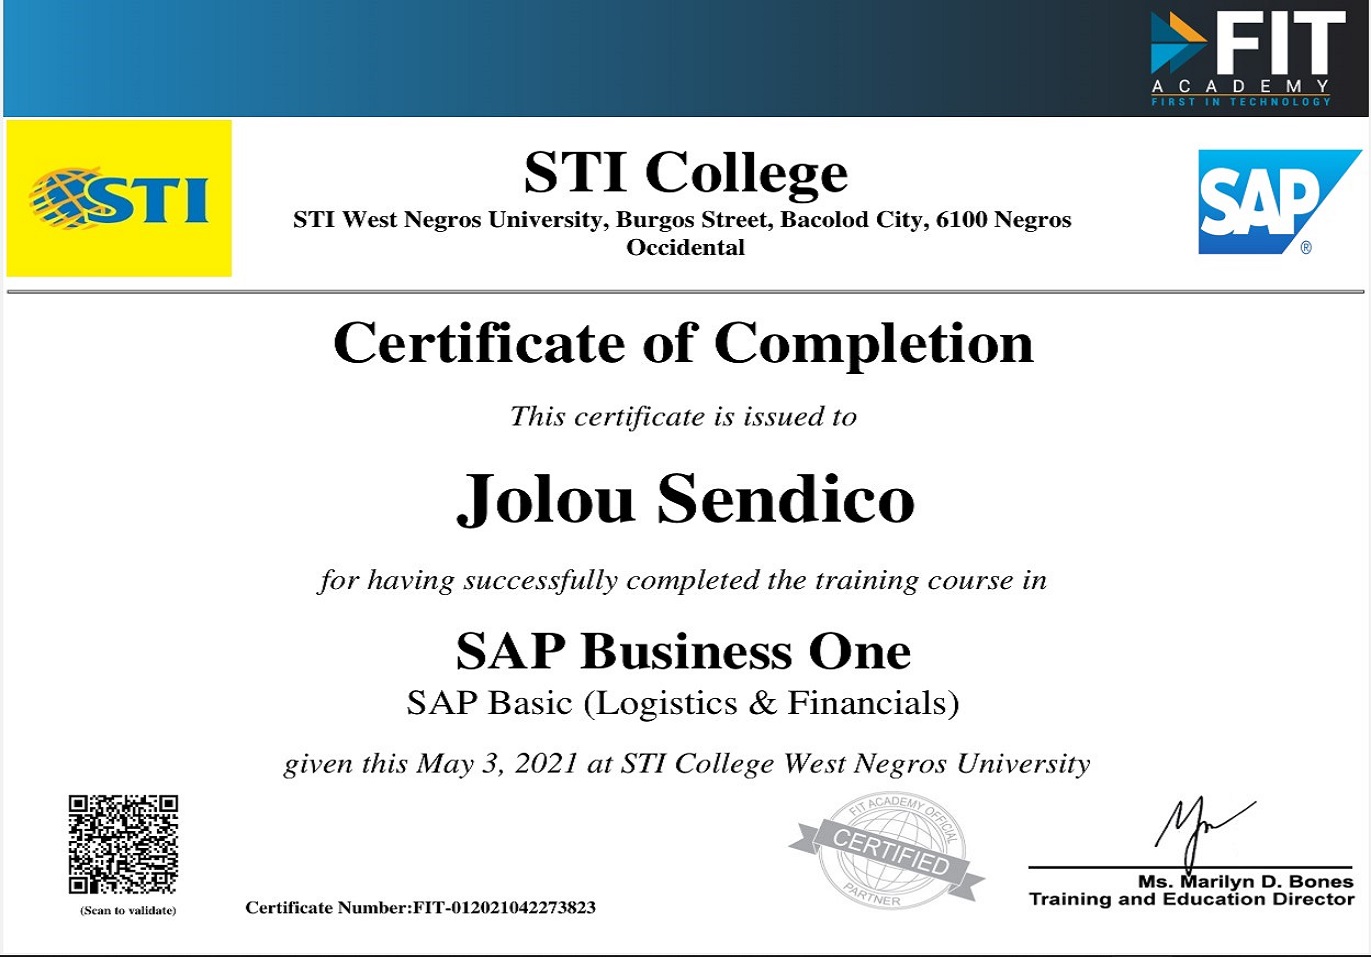 FIT
ACADEMY
FIRST IN TECHNOLOGY
STI
STI College
STI West Negros University, Burgos Street, Bacolod City, 6100 Negros
Occidental
SAP
®
Certificate of Completion
This certificate is issued to
Jolou Sendico
for having successfully completed the training course in
SAP Business One
SAP Basic (Logistics & Financials)
given this May 3, 2021 at STI College West Negros University
FIT ACADEMY OFFICIAL
CERTIFIED
PARTNER
Ms. Marilyn D. Bones
Training and Education Director
(Scan to validate)
Certificate Number:FIT-012021042273823